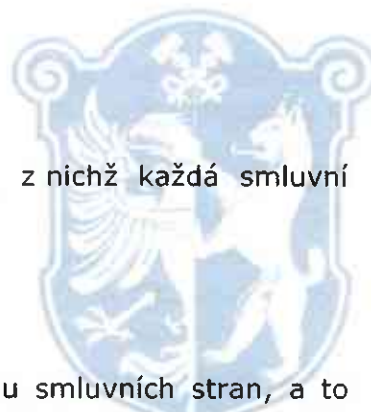 z nichž každá smluvní
u smluvních stran, a to